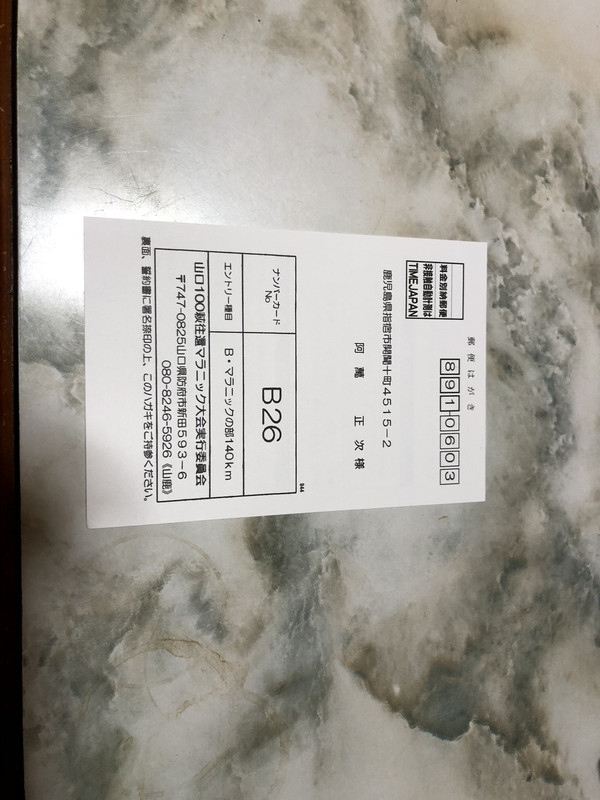 郵便はがき
891-0603
料金別納郵便
非接触自動計測は
TIMEJAPAN
鹿児島県指宿市開聞十町4515-2
阿萬 正次様
944
ナンバーカード No B26
エントリー種目 B・マラニックの部140km
山口100萩往還マラニック大会実行委員会
〒747-0825山口県防府市新田593-6
080-8246-5926《山鹿》
裏面、誓約書に署名捺印の上、このハガキをご持参ください。